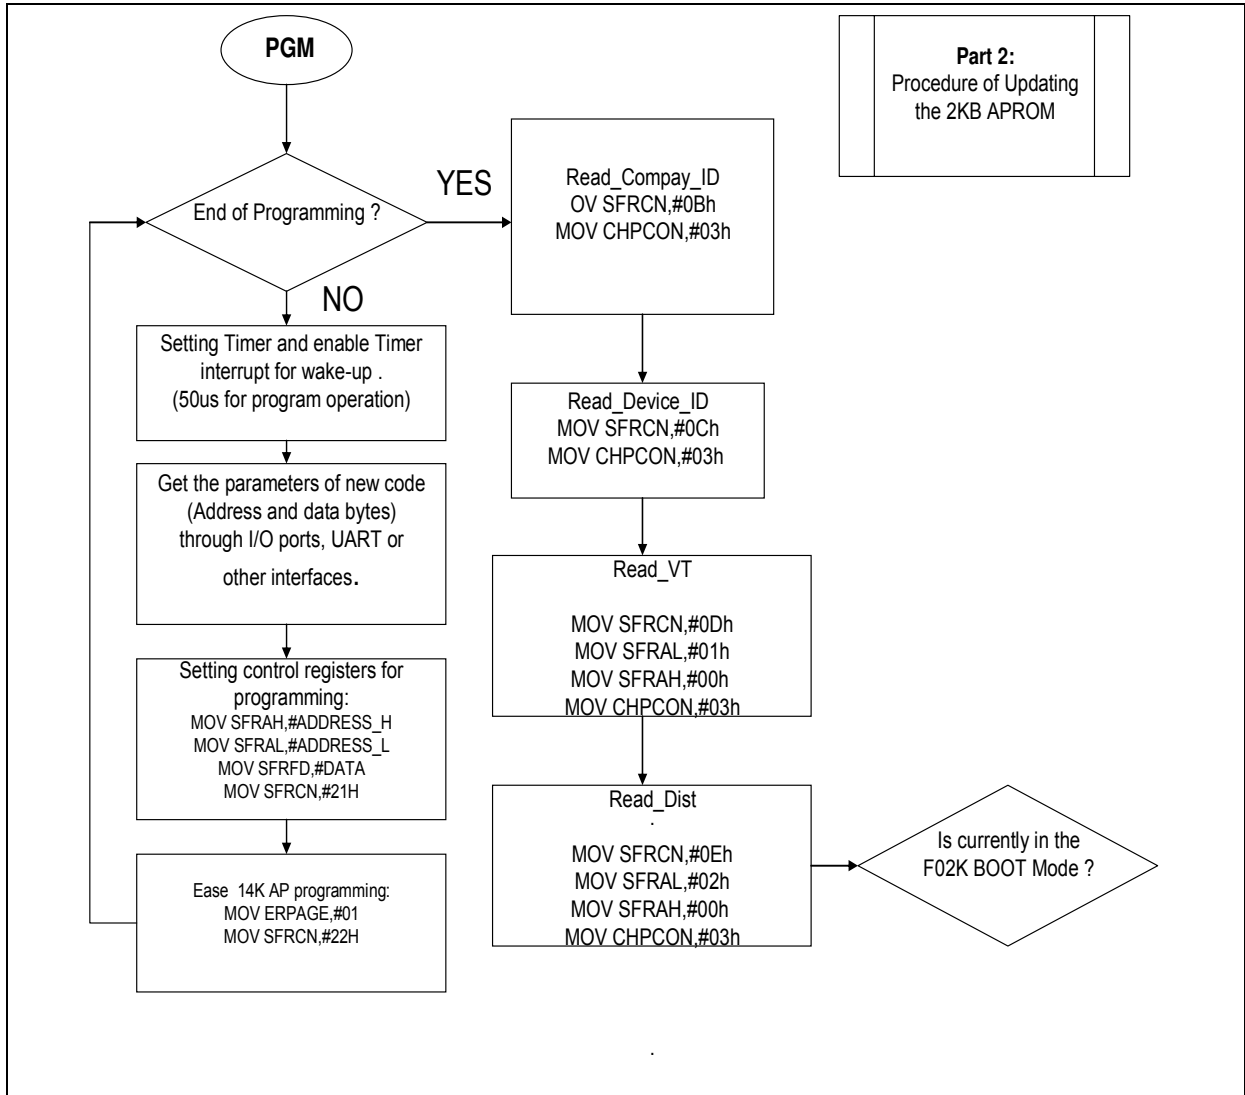 PGM
Part 2:
Procedure of Updating
the 2KB APROM
End of Programming ?
YES
NO
Setting Timer and enable Timer
interrupt for wake-up .
(50us for program operation)
Get the parameters of new code
(Address and data bytes)
through I/O ports, UART or
other interfaces.
Setting control registers for
programming:
MOV SFRAH,#ADDRESS_H
MOV SFRAL,#ADDRESS_L
MOV SFRFD,#DATA
MOV SFRCN,#21H
Ease 14K AP programming:
MOV ERPAGE,#01
MOV SFRCN,#22H
Read_Compay_ID
OV SFRCN,#0Bh
MOV CHPCON,#03h
Read_Device_ID
MOV SFRCN,#0Ch
MOV CHPCON,#03h
Read_VT
MOV SFRCN,#0Dh
MOV SFRAL,#01h
MOV SFRAH,#00h
MOV CHPCON,#03h
Read_Dist
.
MOV SFRCN,#0Eh
MOV SFRAL,#02h
MOV SFRAH,#00h
MOV CHPCON,#03h
Is currently in the
F02K BOOT Mode ?
.